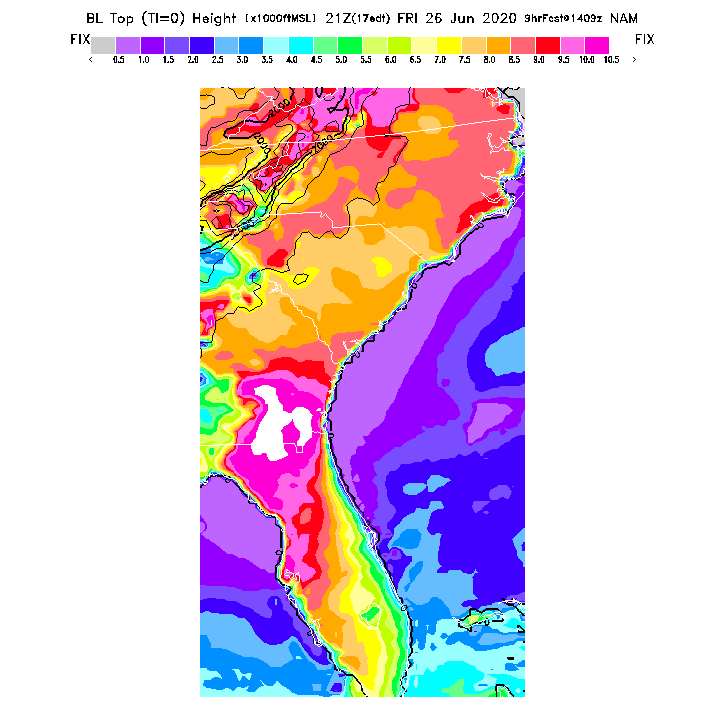 BL Top (TI=0) Height [x1000ftMSL] 21Z(17edt) FRI 26 Jun 2020 9hrFcst@1409z NAM
FIX FIX
< 0.5 1.0 1.5 2.0 2.5 3.0 3.5 4.0 4.5 5.0 5.5 6.0 6.5 7.0 7.5 8.0 8.5 9.0 9.5 10.0 10.5 >
2000
2000
2000